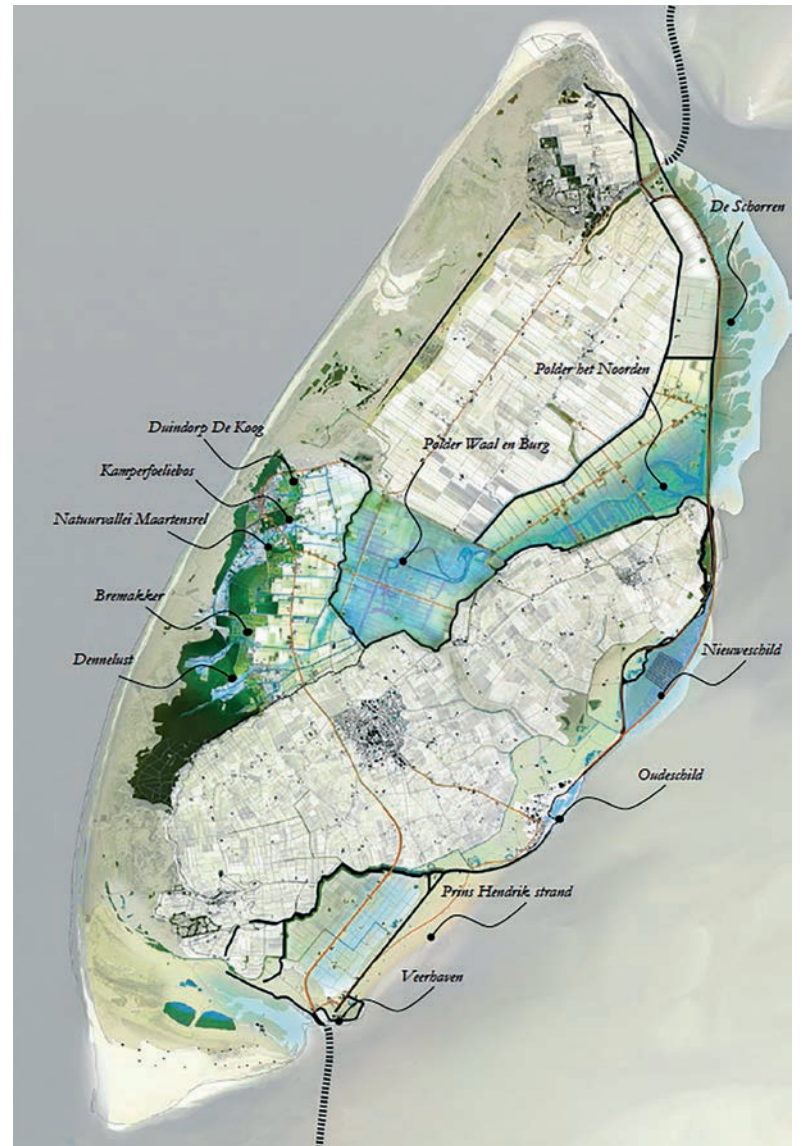 De Schorren
Polder het Noorden
Duindorp De Koog
Polder Waal en Burg
Kamperfoeliebos
Natuurvallei Maartensrel
Bremakker
Nieuweschild
Dennelust
Oudeschild
Prins Hendrik strand
Veerhaven